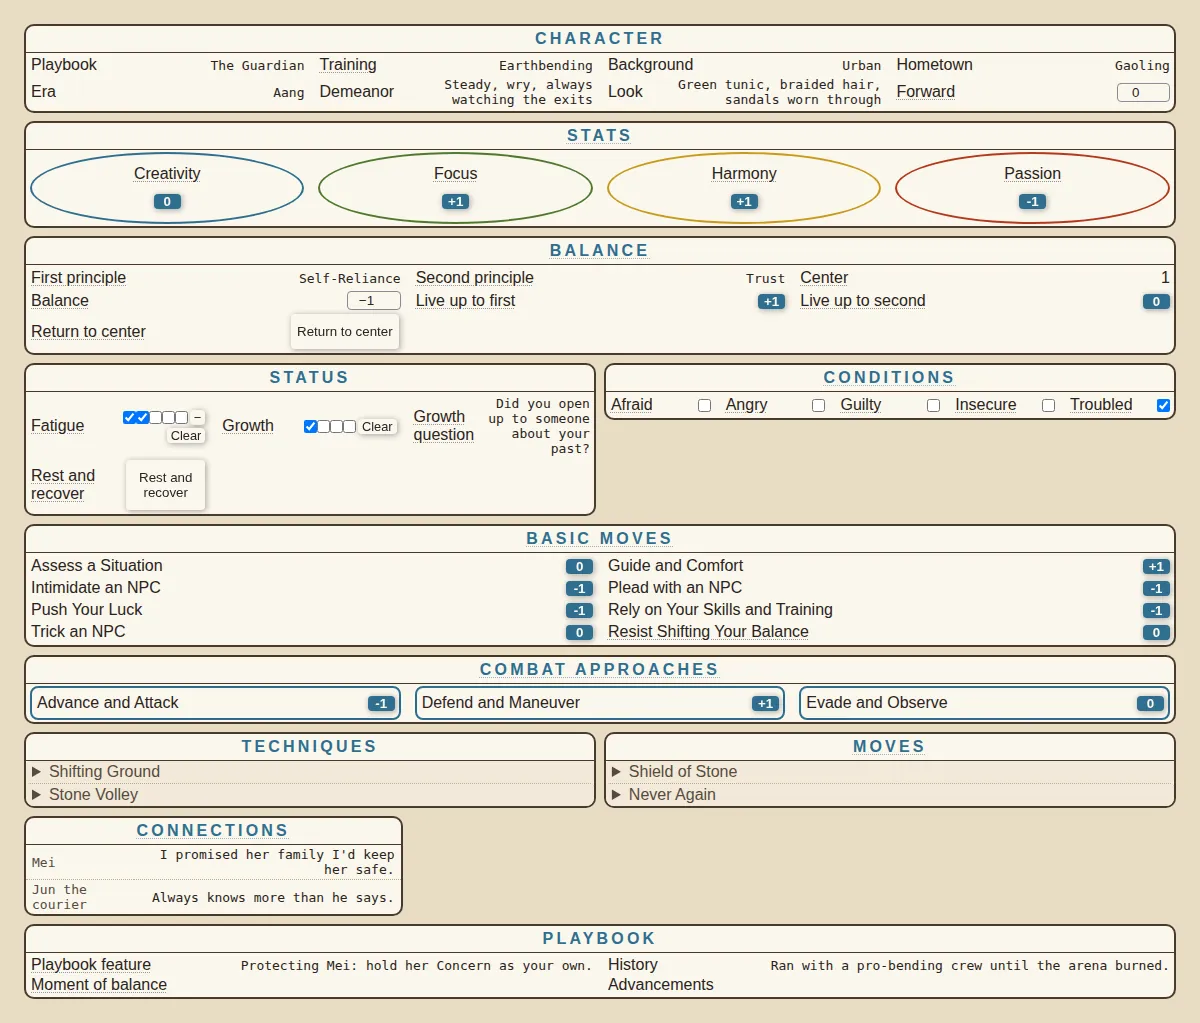 CHARACTER
Playbook The Guardian Training Earthbending Background Urban Hometown Gaoling
Era Aang Demeanor Steady, wry, always watching the exits Look Green tunic, braided hair, sandals worn through Forward 0
STATS
Creativity Focus Harmony Passion
0 +1 +1 -1
BALANCE
First principle Self-Reliance Second principle Trust Center 1
Balance −1 Live up to first +1 Live up to second 0
Return to center Return to center
STATUS
Fatigue − Clear Growth Clear Growth question Did you open up to someone about your past?
Rest and recover Rest and recover
CONDITIONS
Afraid Angry Guilty Insecure Troubled
BASIC MOVES
Assess a Situation 0 Guide and Comfort +1
Intimidate an NPC -1 Plead with an NPC -1
Push Your Luck -1 Rely on Your Skills and Training -1
Trick an NPC 0 Resist Shifting Your Balance 0
COMBAT APPROACHES
Advance and Attack -1 Defend and Maneuver +1 Evade and Observe 0
TECHNIQUES
Shifting Ground
Stone Volley
MOVES
Shield of Stone
Never Again
CONNECTIONS
Mei I promised her family I'd keep her safe.
Jun the courier Always knows more than he says.
PLAYBOOK
Playbook feature Protecting Mei: hold her Concern as your own. History Ran with a pro-bending crew until the arena burned.
Moment of balance Advancements